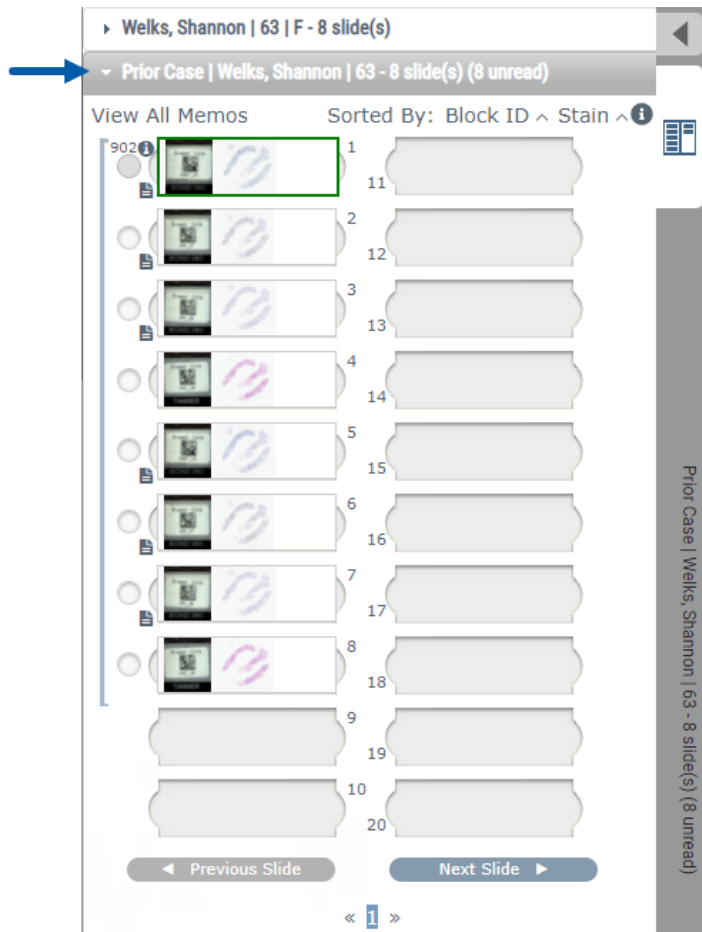 Welks, Shannon | 63 | F - 8 slide(s)
Prior Case | Welks, Shannon | 63 - 8 slide(s) (8 unread)
View All Memos Sorted By: Block ID ^ Stain ^
902
1
11
2
12
3
13
4
14
TANNER
5
15
6
16
7
17
8
18
TANNER
9
19
10
20
Previous Slide Next Slide
« 1 »
Prior Case | Welks, Shannon | 63 - 8 slide(s) (8 unread)